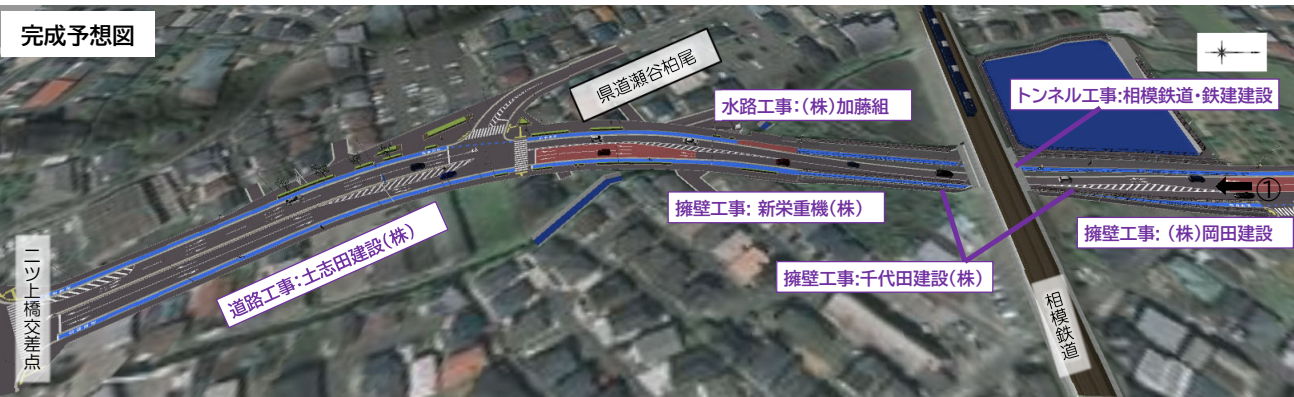 完成予想図
県道瀬谷柏尾
水路工事:(株)加藤組
トンネル工事:相模鉄道・鉄建建設
①
擁壁工事: 新栄重機(株)
擁壁工事: (株)岡田建設
擁壁工事:千代田建設(株)
道路工事:土志田建設(株)
二ツ橋交差点
相模鉄道